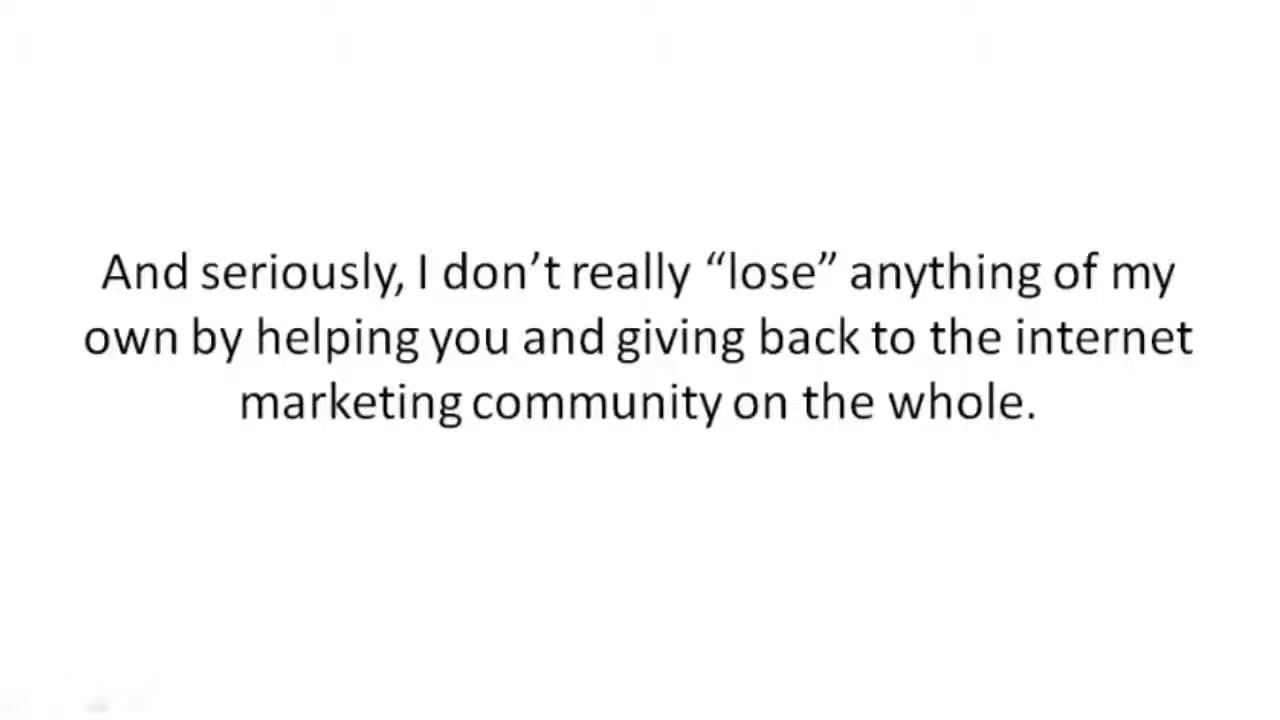 And seriously, I don’t really “lose” anything of my
own by helping you and giving back to the internet
marketing community on the whole.